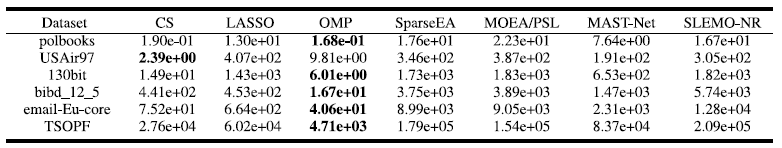 Dataset CS LASSO OMP SparseEA MOEA/PSL MAST-Net SLEMO-NR
polbooks 1.90e-01 1.30e+01 1.68e-01 1.76e+01 2.23e+01 7.64e+00 1.67e+01
USAir97 2.39e+00 4.07e+02 9.81e+00 3.46e+02 3.87e+02 1.91e+02 3.05e+02
130bit 1.49e+01 1.43e+03 6.01e+00 1.73e+03 1.83e+03 6.53e+02 1.82e+03
bibd_12_5 4.41e+02 4.53e+02 1.67e+01 3.75e+03 3.89e+03 1.47e+03 5.74e+03
email-Eu-core 7.52e+01 6.64e+02 4.06e+01 8.99e+03 9.05e+03 2.31e+03 1.28e+04
TSOPF 2.76e+04 6.02e+04 4.71e+03 1.79e+05 1.54e+05 8.37e+04 2.09e+05